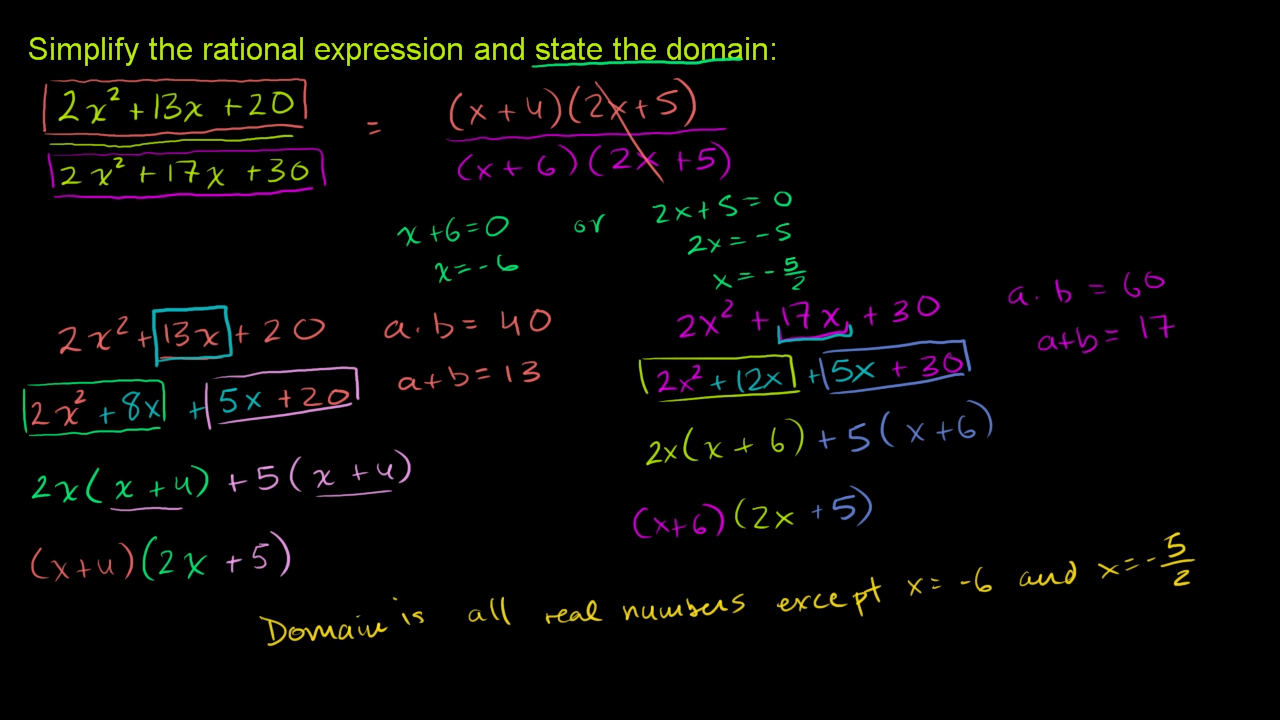 Simplify the rational expression and state the domain:
2x² + 13x + 20 = (x + 4)(2x + 5)
2x² + 17x + 30 (x + 6)(2x + 5)
x + 6 = 0 or 2x + 5 = 0
x = -6 2x = -5
x = - 5/2
2x² + 13x + 20 a · b = 40
a + b = 13
2x² + 8x + 5x + 20
2x(x + 4) + 5(x + 4)
(x + 4)(2x + 5)
2x² + 17x + 30 a · b = 60
a + b = 17
2x² + 12x + 5x + 30
2x(x + 6) + 5(x + 6)
(x + 6)(2x + 5)
Domain is all real numbers except x = -6 and x = - 5/2